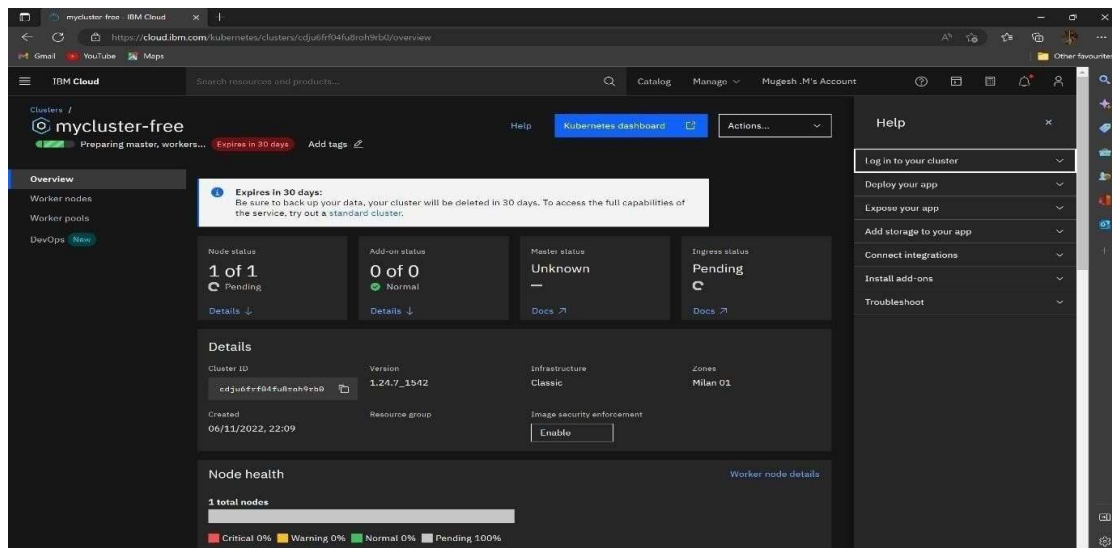 mycluster-free - IBM Cloud
https://cloud.ibm.com/kubernetes/clusters/cdju6frf04fu8roh9rb0/overview
Gmail YouTube Maps Other favourites
IBM Cloud Search resources and products... Catalog Manage Mugesh .M's Account
Clusters /
mycluster-free
Help Kubernetes dashboard Actions...
Preparing master, workers... Expires in 30 days Add tags
Overview
Worker nodes
Worker pools
DevOps New
Expires in 30 days:
Be sure to back up your data, your cluster will be deleted in 30 days. To access the full capabilities of
the service, try out a standard cluster.
Node status Add-on status Master status Ingress status
1 of 1 0 of 0 Unknown Pending
Pending Normal —
Details ↓ Details ↓ Docs ↗ Docs ↗
Details
Cluster ID Version Infrastructure Zones
cdju6frf04fu8roh9rb0 1.24.7_1542 Classic Milan 01
Created Resource group Image security enforcement
06/11/2022, 22:09 Enable
Node health Worker node details
1 total nodes
Critical 0% Warning 0% Normal 0% Pending 100%
Help
Log in to your cluster
Deploy your app
Expose your app
Add storage to your app
Connect integrations
Install add-ons
Troubleshoot